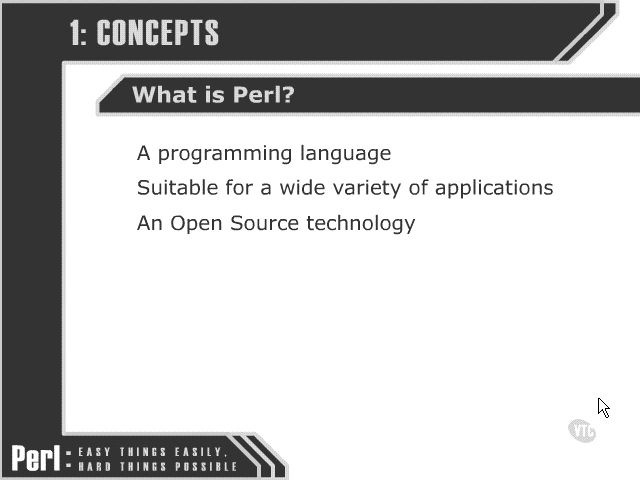 1: CONCEPTS
What is Perl?
A programming language
Suitable for a wide variety of applications
An Open Source technology
VTC
Perl: EASY THINGS EASILY,
HARD THINGS POSSIBLE